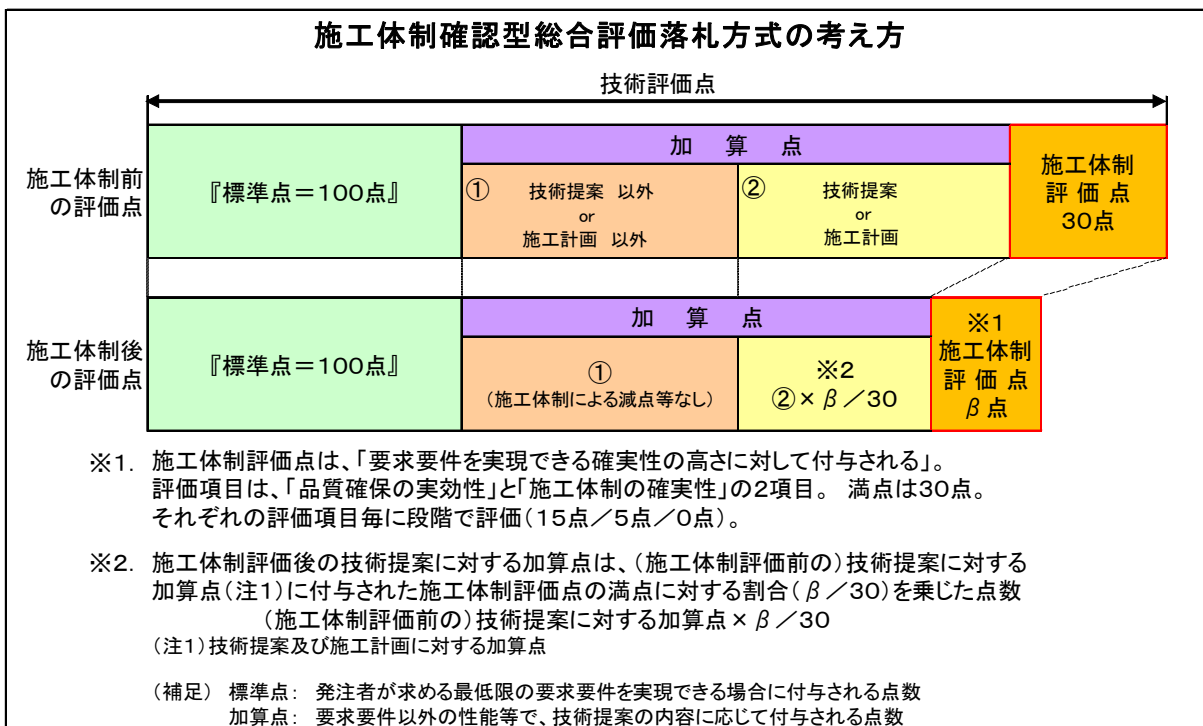 施工体制確認型総合評価落札方式の考え方
技術評価点
施工体制前
の評価点
『標準点＝100点』
加　算　点
① 技術提案 以外
or
施工計画 以外
② 技術提案
or
施工計画
施工体制
評 価 点
30点
施工体制後
の評価点
『標準点＝100点』
加　算　点
①
（施工体制による減点等なし）
※2
②×β／30
※1
施工体制
評 価 点
β点
※1. 施工体制評価点は、「要求要件を実現できる確実性の高さに対して付与される」。
評価項目は、「品質確保の実効性」と「施工体制の確実性」の2項目。 満点は30点。
それぞれの評価項目毎に段階で評価（15点／5点／0点）。
※2. 施工体制評価後の技術提案に対する加算点は、（施工体制評価前の）技術提案に対する
加算点（注1）に付与された施工体制評価点の満点に対する割合（β／30）を乗じた点数
（施工体制評価前の）技術提案に対する加算点×β／30
（注1）技術提案及び施工計画に対する加算点
（補足） 標準点： 発注者が求める最低限の要求要件を実現できる場合に付与される点数
加算点： 要求要件以外の性能等で、技術提案の内容に応じて付与される点数